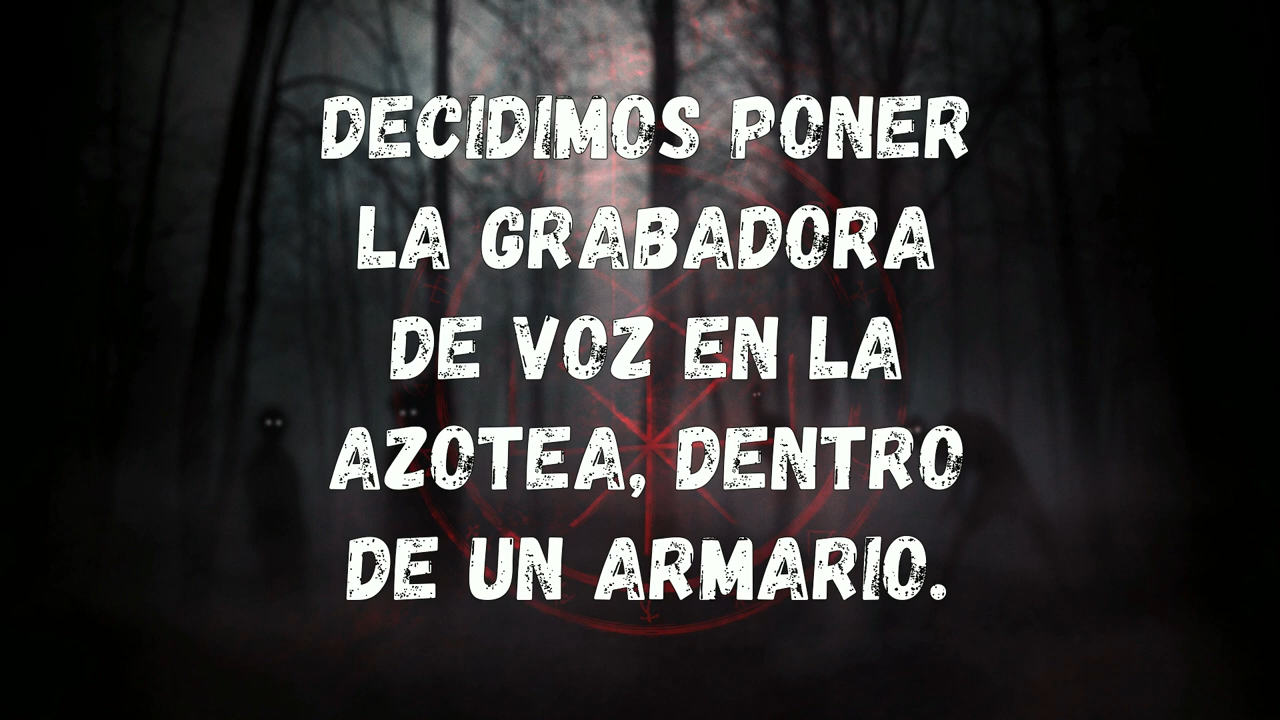 DECIDIMOS PONER
LA GRABADORA
DE VOZ EN LA
AZOTEA, DENTRO
DE UN ARMARIO.